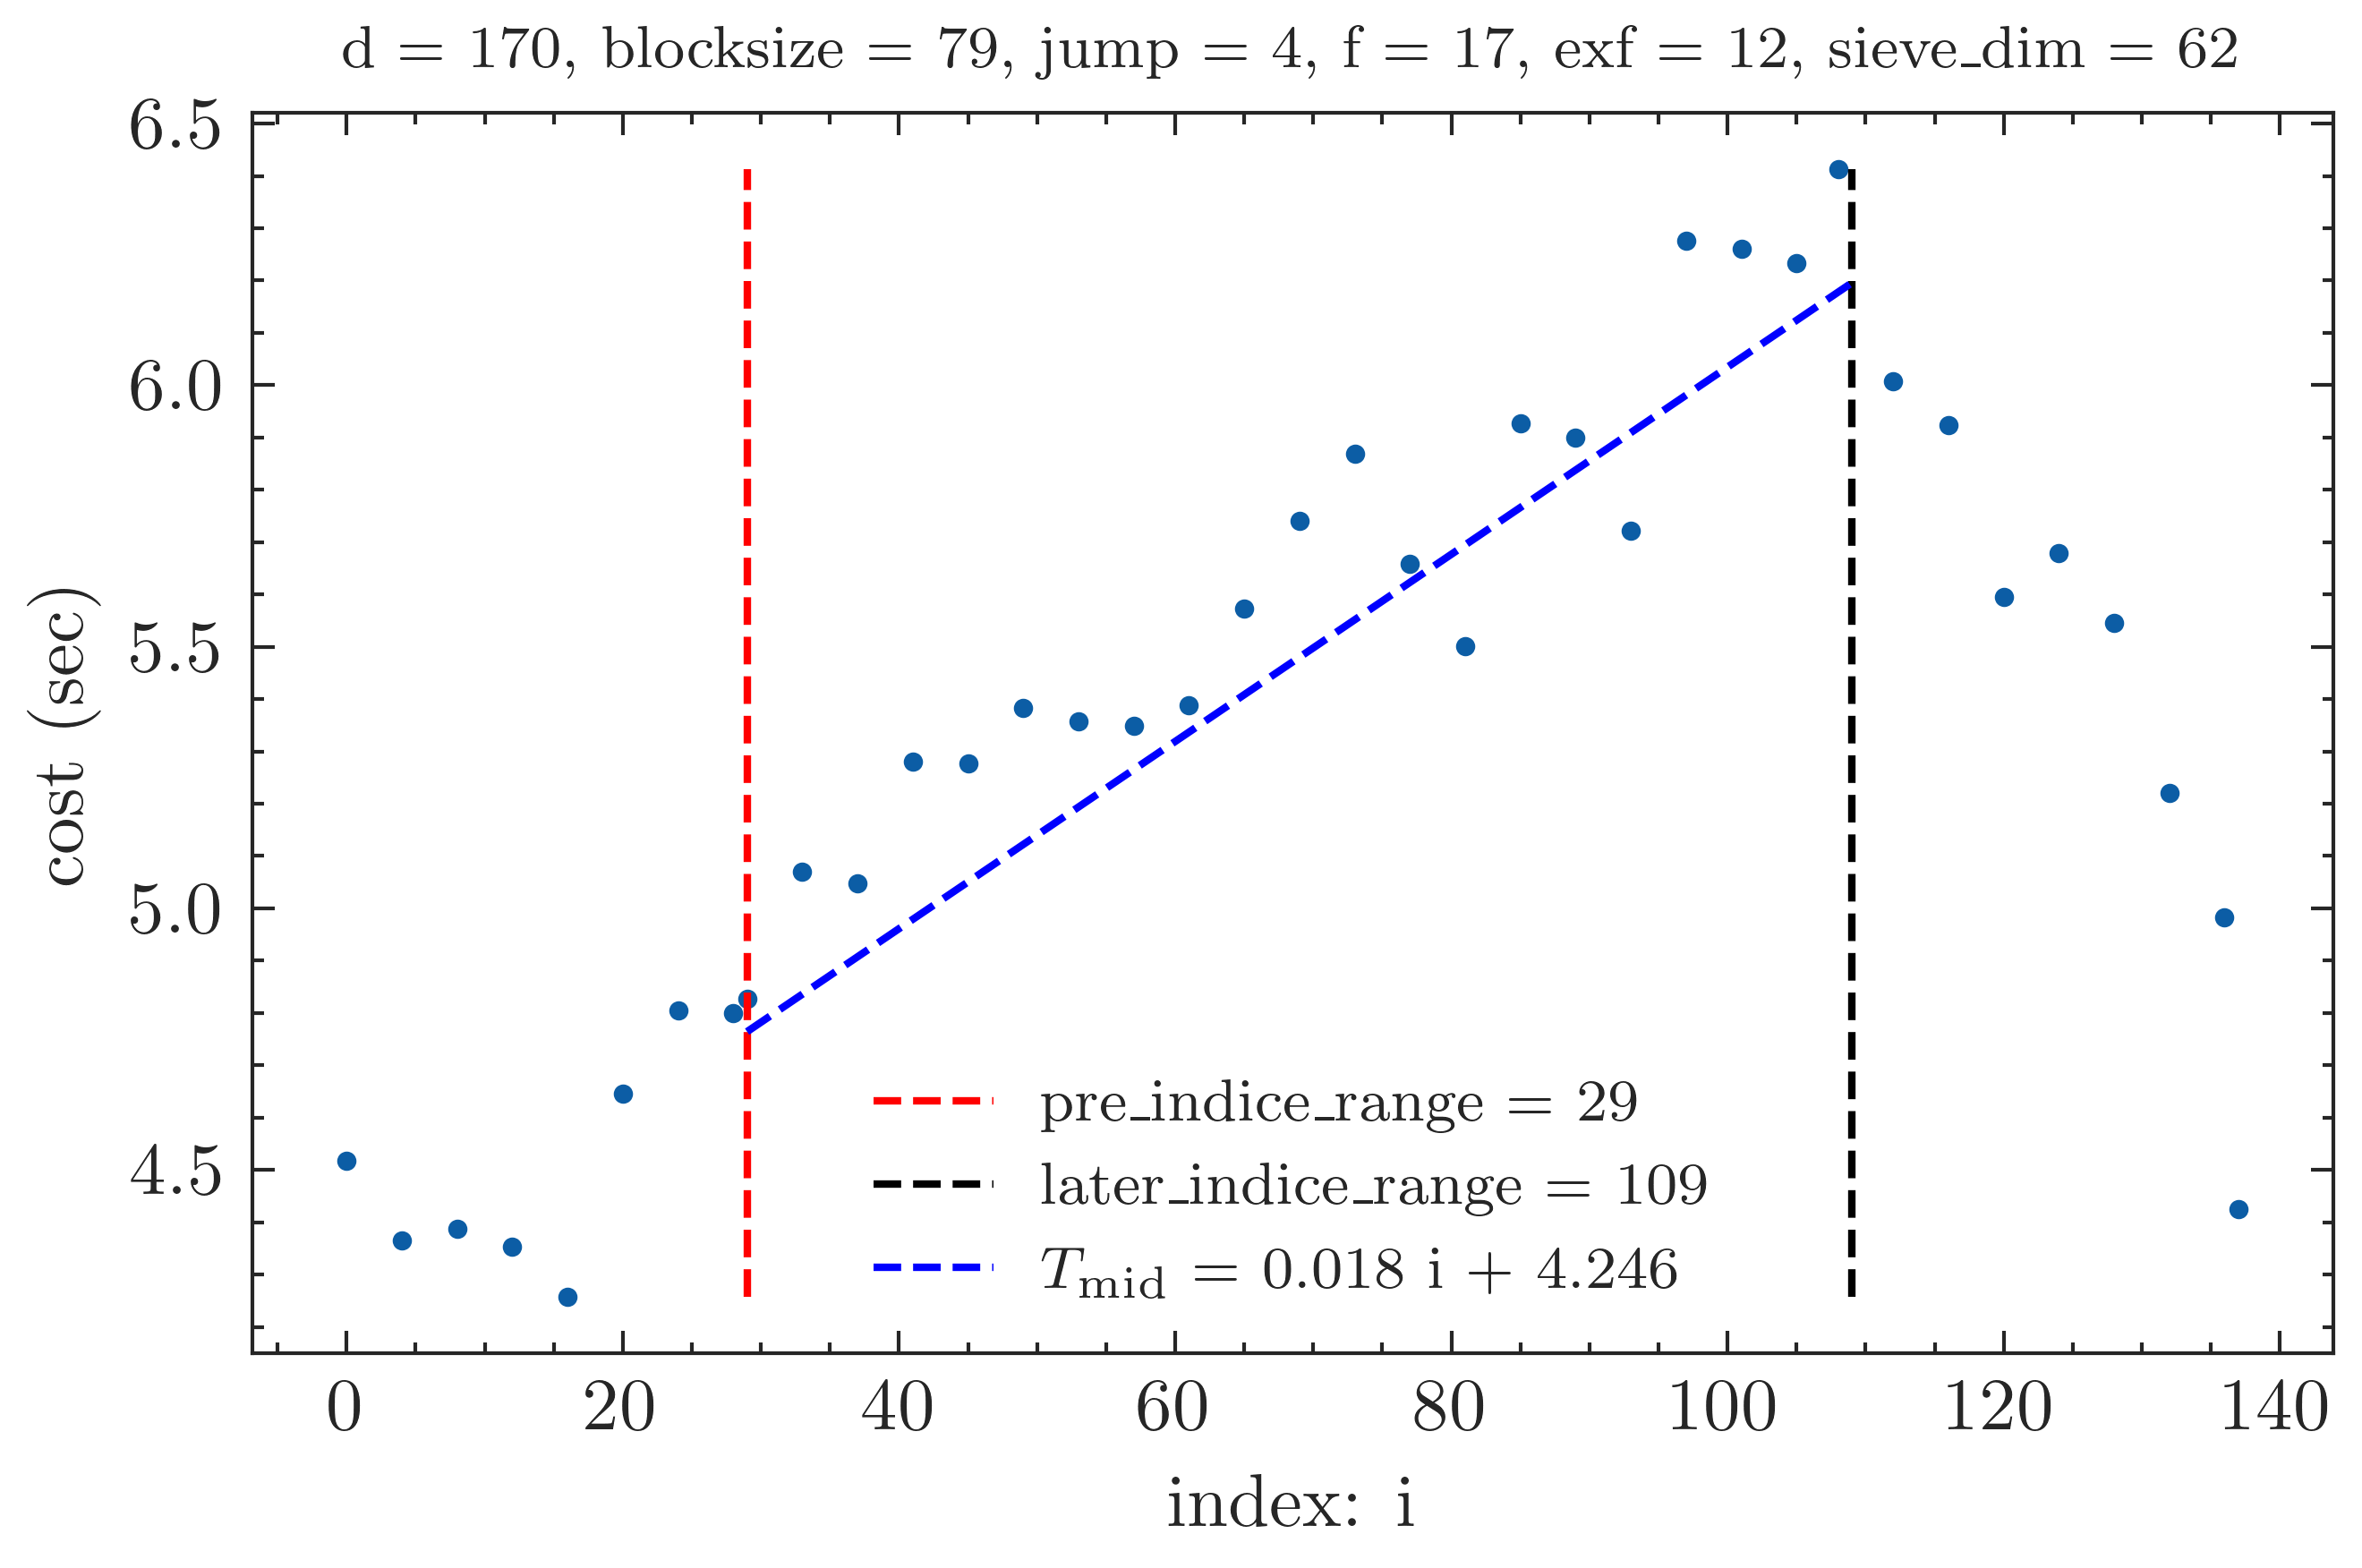 d = 170, blocksize = 79, jump = 4, f = 17, exf = 12, sieve_dim = 62
6.5
6.0
5.5
5.0
4.5
cost (sec)
pre_indice_range = 29
later_indice_range = 109
T_mid = 0.018 i + 4.246
0 20 40 60 80 100 120 140
index: i